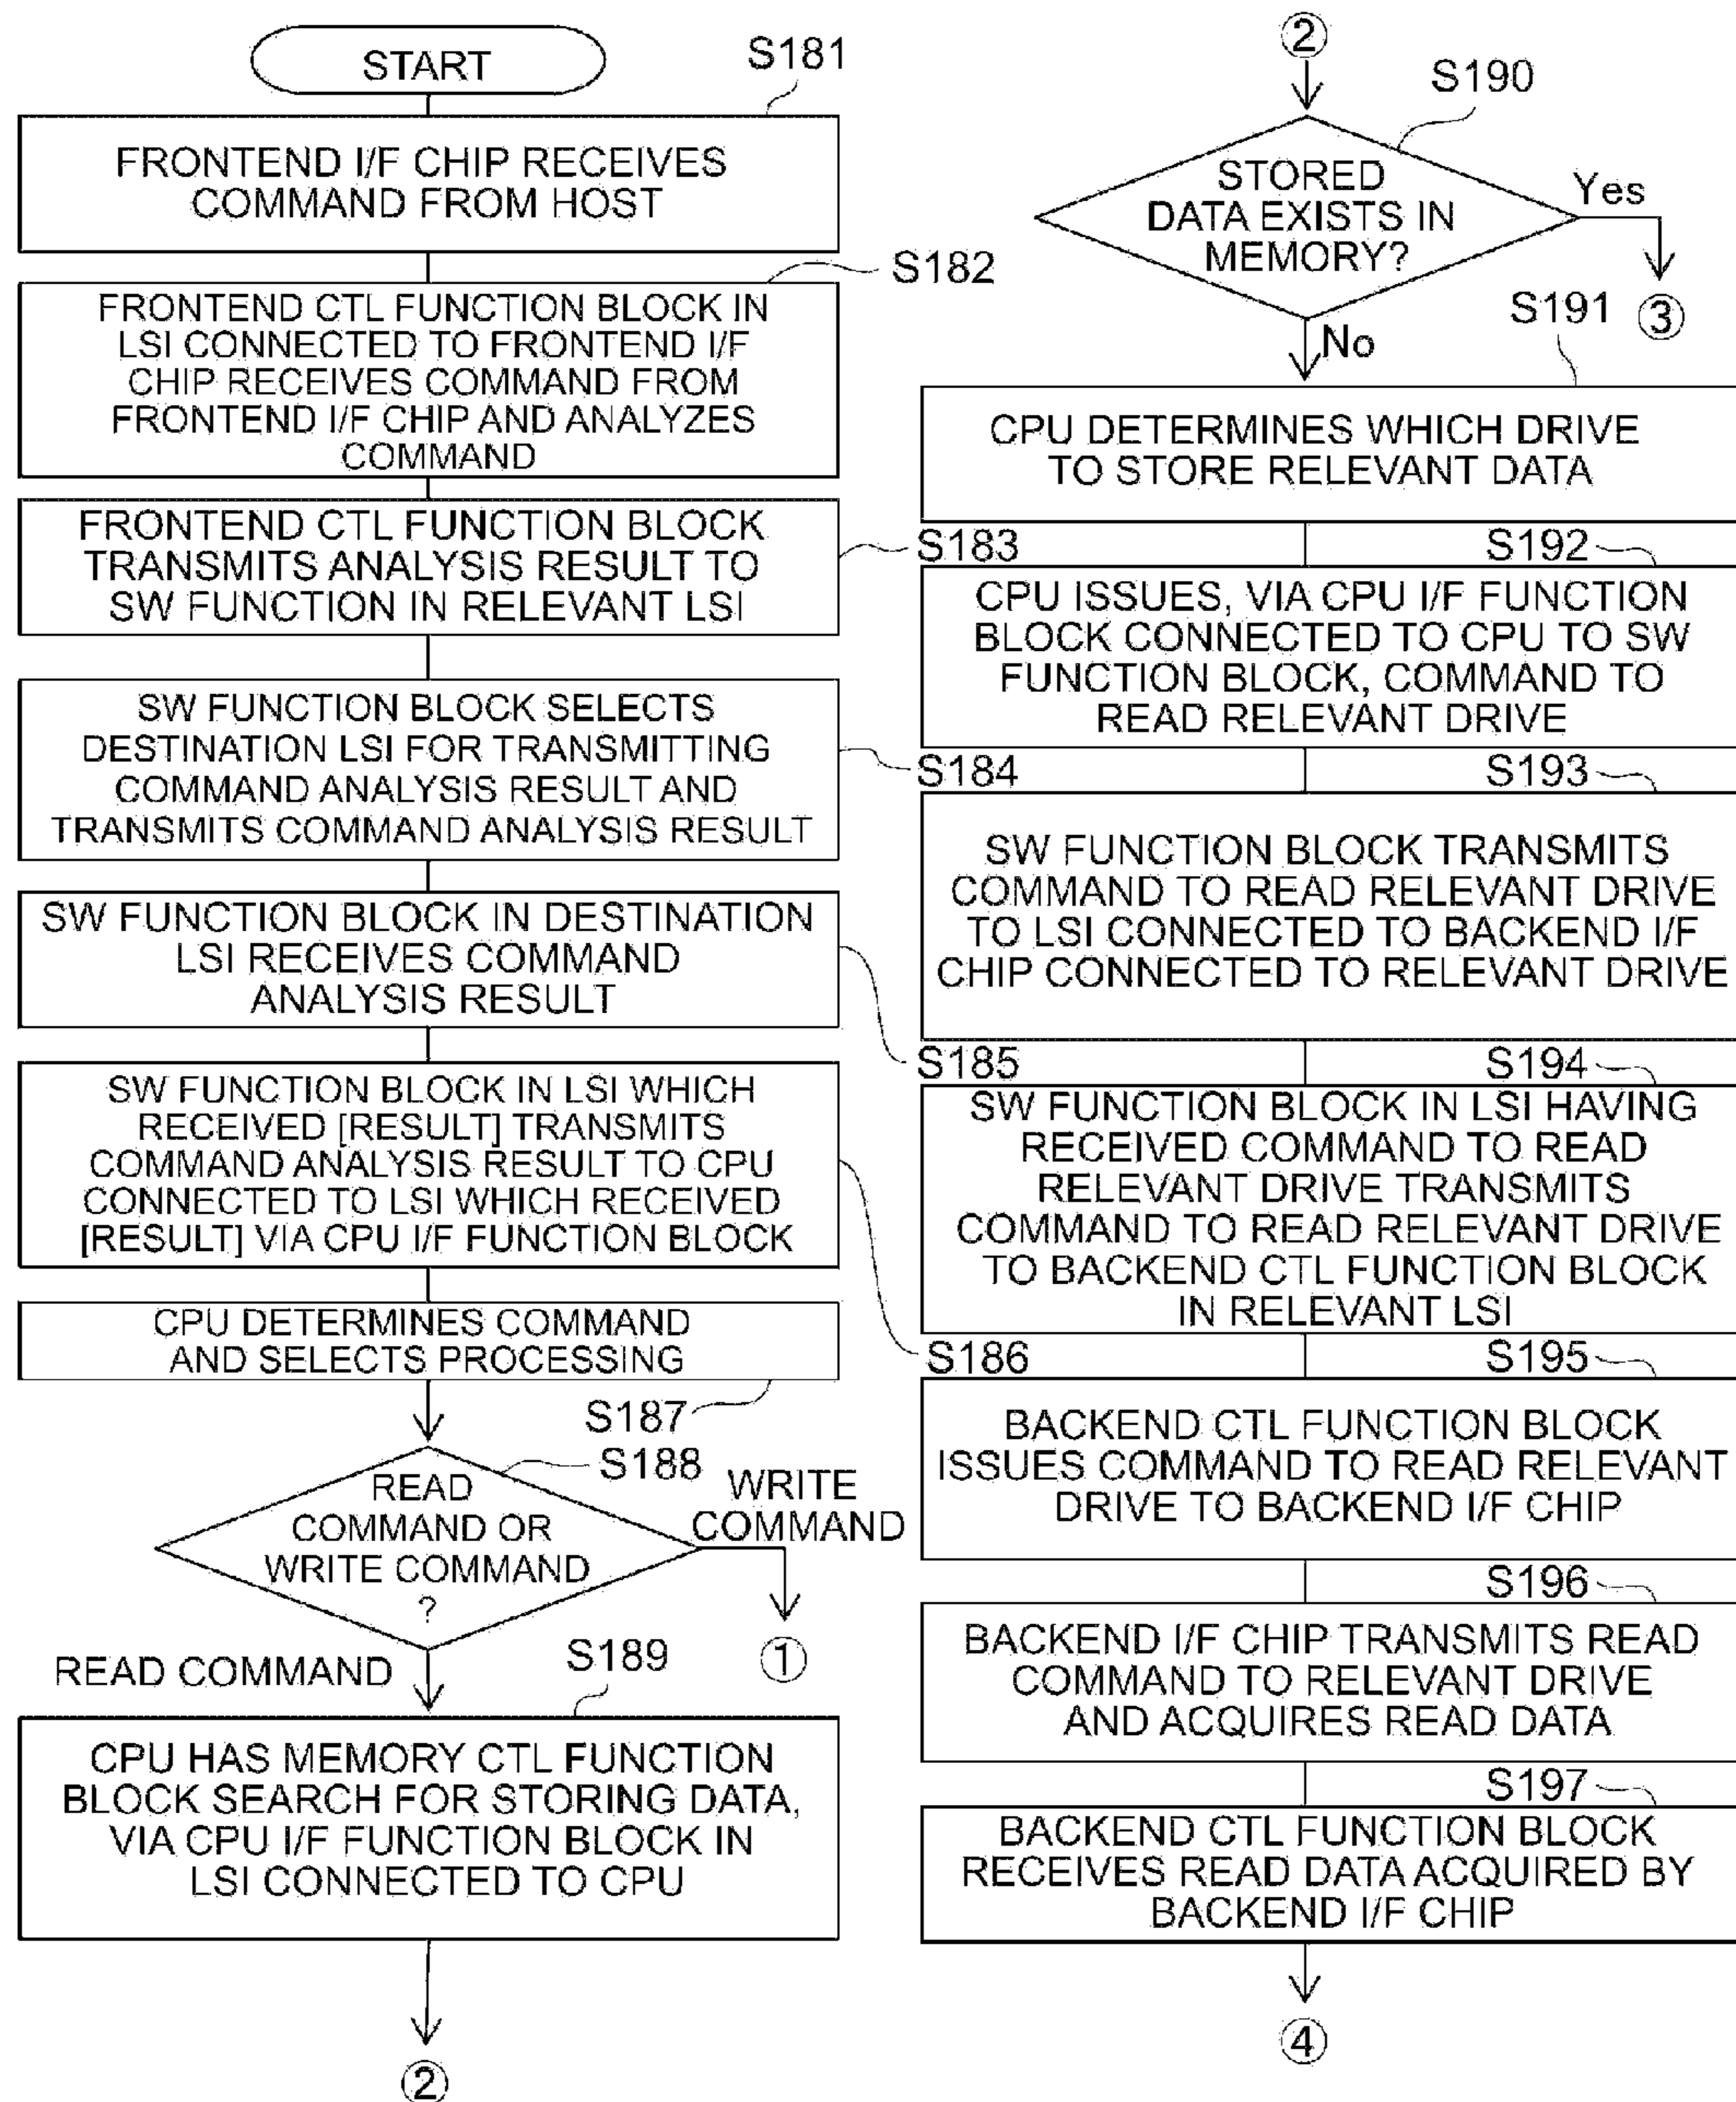 START
S181
FRONTEND I/F CHIP RECEIVES
COMMAND FROM HOST
S182
FRONTEND CTL FUNCTION BLOCK IN
LSI CONNECTED TO FRONTEND I/F
CHIP RECEIVES COMMAND FROM
FRONTEND I/F CHIP AND ANALYZES
COMMAND
FRONTEND CTL FUNCTION BLOCK
TRANSMITS ANALYSIS RESULT TO
SW FUNCTION IN RELEVANT LSI
S183
SW FUNCTION BLOCK SELECTS
DESTINATION LSI FOR TRANSMITTING
COMMAND ANALYSIS RESULT AND
TRANSMITS COMMAND ANALYSIS RESULT
S184
SW FUNCTION BLOCK IN DESTINATION
LSI RECEIVES COMMAND
ANALYSIS RESULT
S185
SW FUNCTION BLOCK IN LSI WHICH
RECEIVED [RESULT] TRANSMITS
COMMAND ANALYSIS RESULT TO CPU
CONNECTED TO LSI WHICH RECEIVED
[RESULT] VIA CPU I/F FUNCTION BLOCK
S186
CPU DETERMINES COMMAND
AND SELECTS PROCESSING
S187
S188
READ
COMMAND OR
WRITE COMMAND
?
WRITE
COMMAND
①
READ COMMAND
S189
CPU HAS MEMORY CTL FUNCTION
BLOCK SEARCH FOR STORING DATA,
VIA CPU I/F FUNCTION BLOCK IN
LSI CONNECTED TO CPU
②
②
S190
STORED
DATA EXISTS IN
MEMORY?
Yes
③
No
S191
CPU DETERMINES WHICH DRIVE
TO STORE RELEVANT DATA
S192
CPU ISSUES, VIA CPU I/F FUNCTION
BLOCK CONNECTED TO CPU TO SW
FUNCTION BLOCK, COMMAND TO
READ RELEVANT DRIVE
S193
SW FUNCTION BLOCK TRANSMITS
COMMAND TO READ RELEVANT DRIVE
TO LSI CONNECTED TO BACKEND I/F
CHIP CONNECTED TO RELEVANT DRIVE
S194
SW FUNCTION BLOCK IN LSI HAVING
RECEIVED COMMAND TO READ
RELEVANT DRIVE TRANSMITS
COMMAND TO READ RELEVANT DRIVE
TO BACKEND CTL FUNCTION BLOCK
IN RELEVANT LSI
S195
BACKEND CTL FUNCTION BLOCK
ISSUES COMMAND TO READ RELEVANT
DRIVE TO BACKEND I/F CHIP
S196
BACKEND I/F CHIP TRANSMITS READ
COMMAND TO RELEVANT DRIVE
AND ACQUIRES READ DATA
S197
BACKEND CTL FUNCTION BLOCK
RECEIVES READ DATA ACQUIRED BY
BACKEND I/F CHIP
④